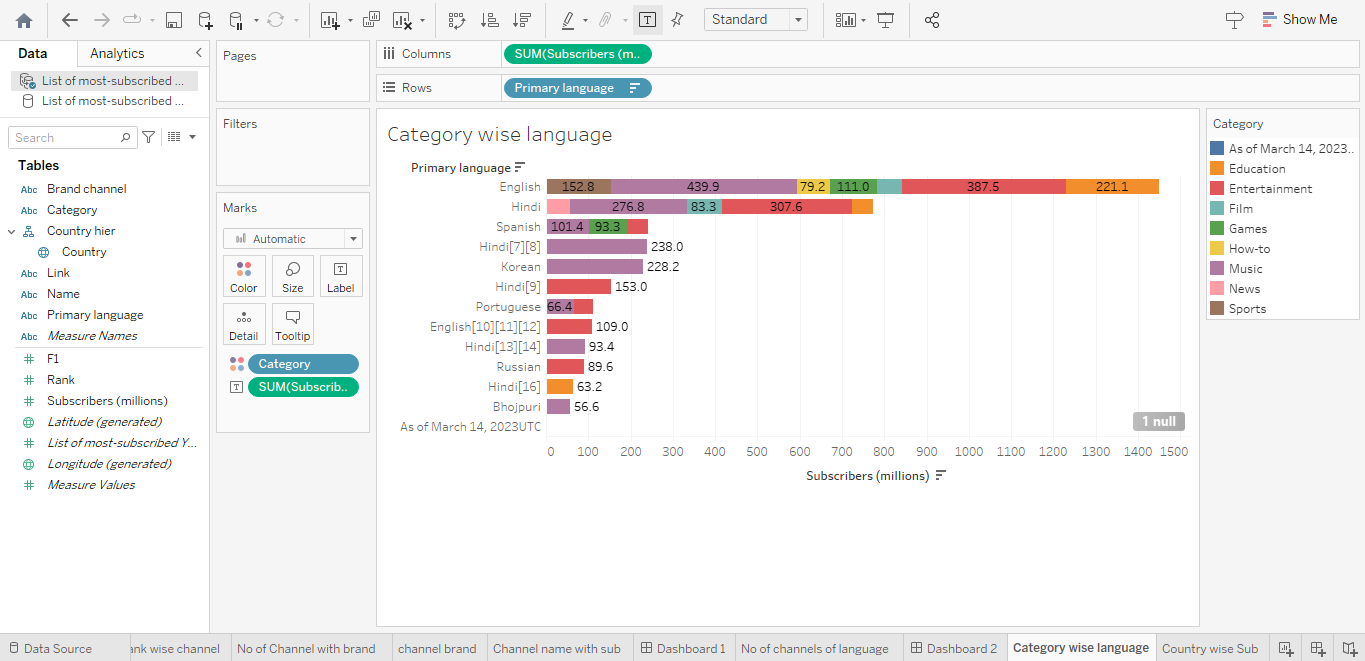 Standard
Show Me
Data
Analytics
List of most-subscribed ...
List of most-subscribed ...
Search
Tables
Abc Brand channel
Abc Category
Country hier
Country
Abc Link
Abc Name
Abc Primary language
Abc Measure Names
F1
Rank
Subscribers (millions)
Latitude (generated)
List of most-subscribed Y...
Longitude (generated)
Measure Values
Pages
Filters
Marks
Automatic
Color
Size
T
Label
Detail
Tooltip
Category
T SUM(Subscrib..
Columns
SUM(Subscribers (m..
Rows
Primary language
Category wise language
Primary language
English 152.8 439.9 79.2 111.0 387.5 221.1
Hindi 276.8 83.3 307.6
Spanish 101.4 93.3
Hindi[7][8] 238.0
Korean 228.2
Hindi[9] 153.0
Portuguese 66.4
English[10][11][12] 109.0
Hindi[13][14] 93.4
Russian 89.6
Hindi[16] 63.2
Bhojpuri 56.6
As of March 14, 2023UTC
1 null
0 100 200 300 400 500 600 700 800 900 1000 1100 1200 1300 1400 1500
Subscribers (millions)
Category
As of March 14, 2023..
Education
Entertainment
Film
Games
How-to
Music
News
Sports
Data Source
nk wise channel
No of Channel with brand
channel brand
Channel name with sub
Dashboard 1
No of channels of language
Dashboard 2
Category wise language
Country wise Sub